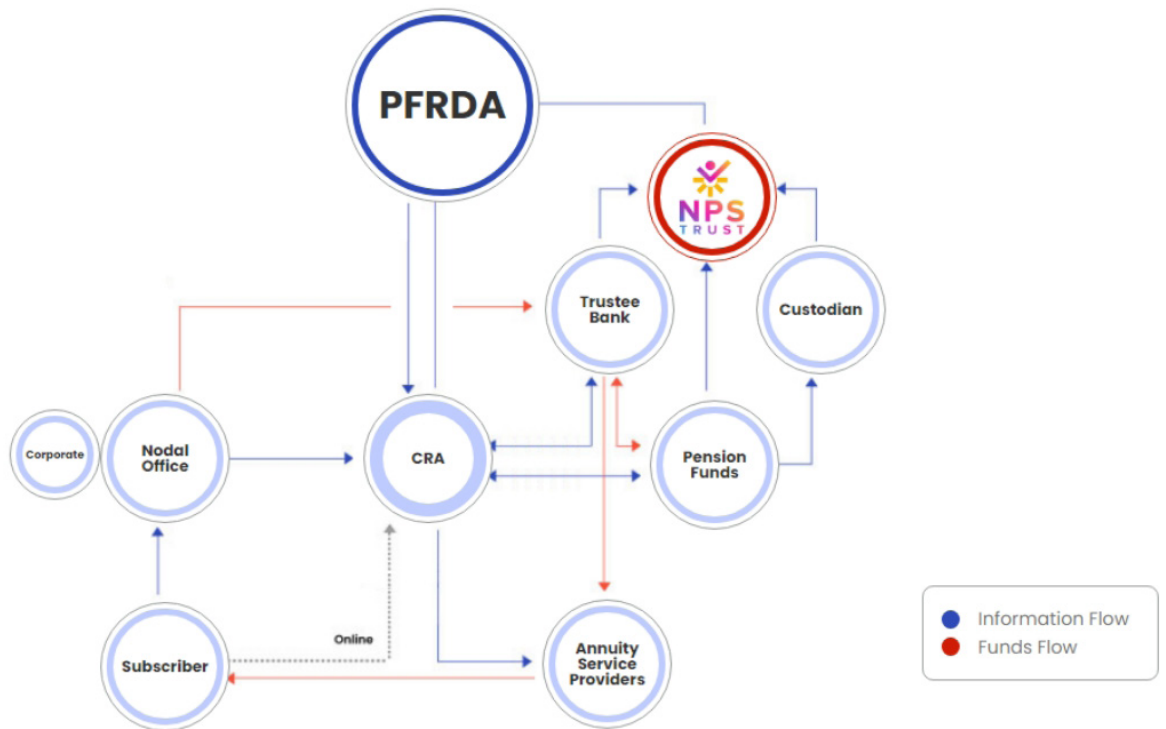 PFRDA
NPS
TRUST
Trustee
Bank
Custodian
Corporate
Nodal
Office
CRA
Pension
Funds
Online
Subscriber
Annuity
Service
Providers
Information Flow
Funds Flow